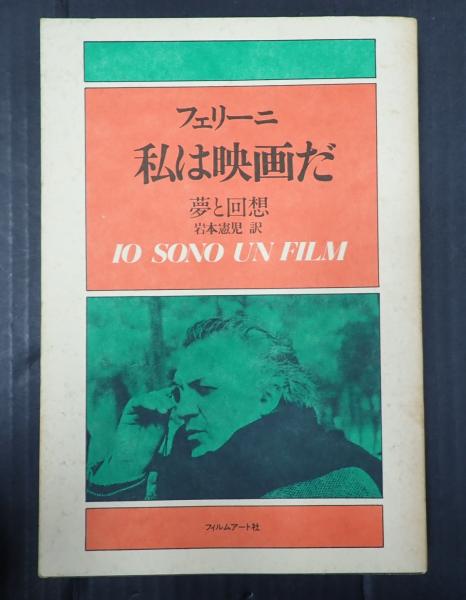 フェリーニ
私は映画だ
夢と回想
岩本憲児 訳
IO SONO UN FILM
フィルムアート社